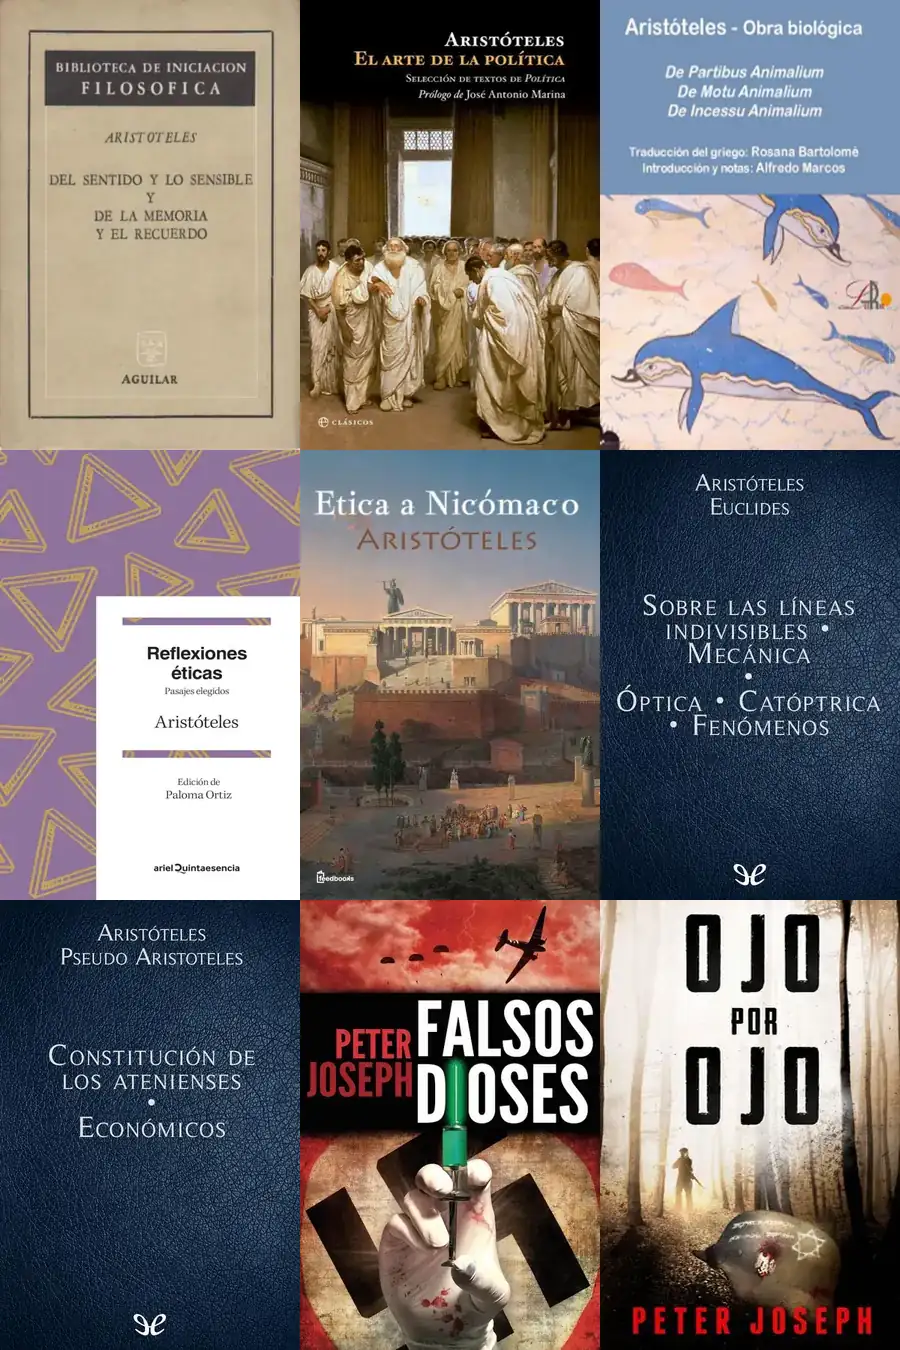 BIBLIOTECA DE INICIACION
FILOSOFICA
ARISTOTELES
DEL SENTIDO Y LO SENSIBLE
Y
DE LA MEMORIA
Y EL RECUERDO
AGUILAR
ARISTÓTELES
EL ARTE DE LA POLÍTICA
SELECCIÓN DE TEXTOS DE POLÍTICA
Prólogo de José Antonio Marina
CLÁSICOS
Aristóteles - Obra biológica
De Partibus Animalium
De Motu Animalium
De Incessu Animalium
Traducción del griego: Rosana Bartolomé
Introducción y notas: Alfredo Marcos
Reflexiones
éticas
Pasajes elegidos
Aristóteles
Edición de
Paloma Ortiz
ariel Quintaesencia
Etica a Nicómaco
ARISTÓTELES
feedbooks
ARISTÓTELES
EUCLIDES
SOBRE LAS LÍNEAS
INDIVISIBLES •
MECÁNICA
•
ÓPTICA • CATÓPTRICA
• FENÓMENOS
ARISTÓTELES
PSEUDO ARISTOTELES
CONSTITUCIÓN DE
LOS ATENIENSES
•
ECONÓMICOS
PETER
JOSEPH
FALSOS
DIOSES
OJO
POR
OJO
PETER JOSEPH